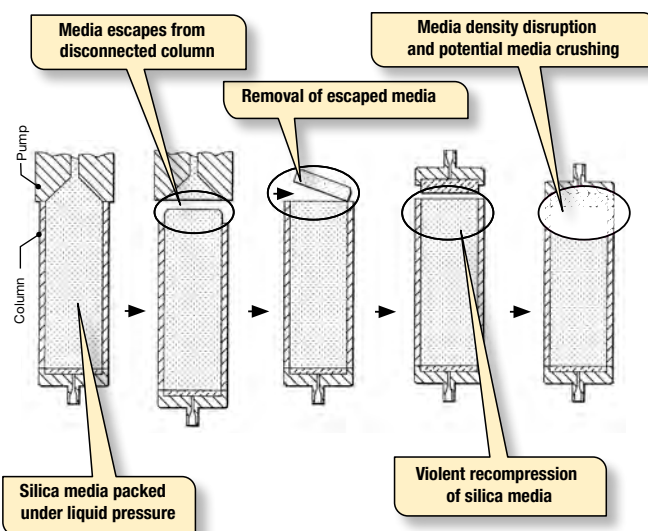 Media escapes from
disconnected column
Media density disruption
and potential media crushing
Removal of escaped media
Pump
Column
Silica media packed
under liquid pressure
Violent recompression
of silica media